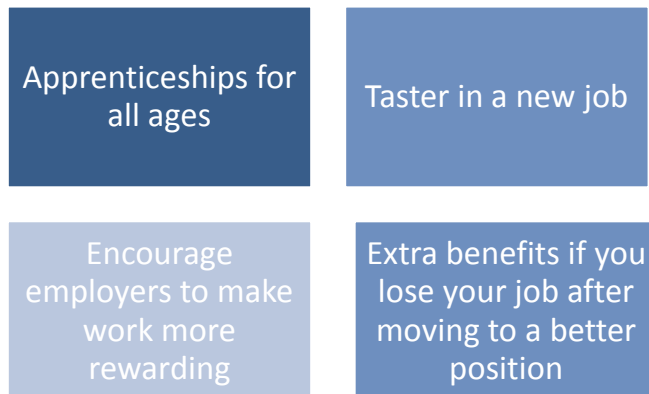 Apprenticeships for
all ages
Taster in a new job
Encourage
employers to make
work more
rewarding
Extra benefits if you
lose your job after
moving to a better
position